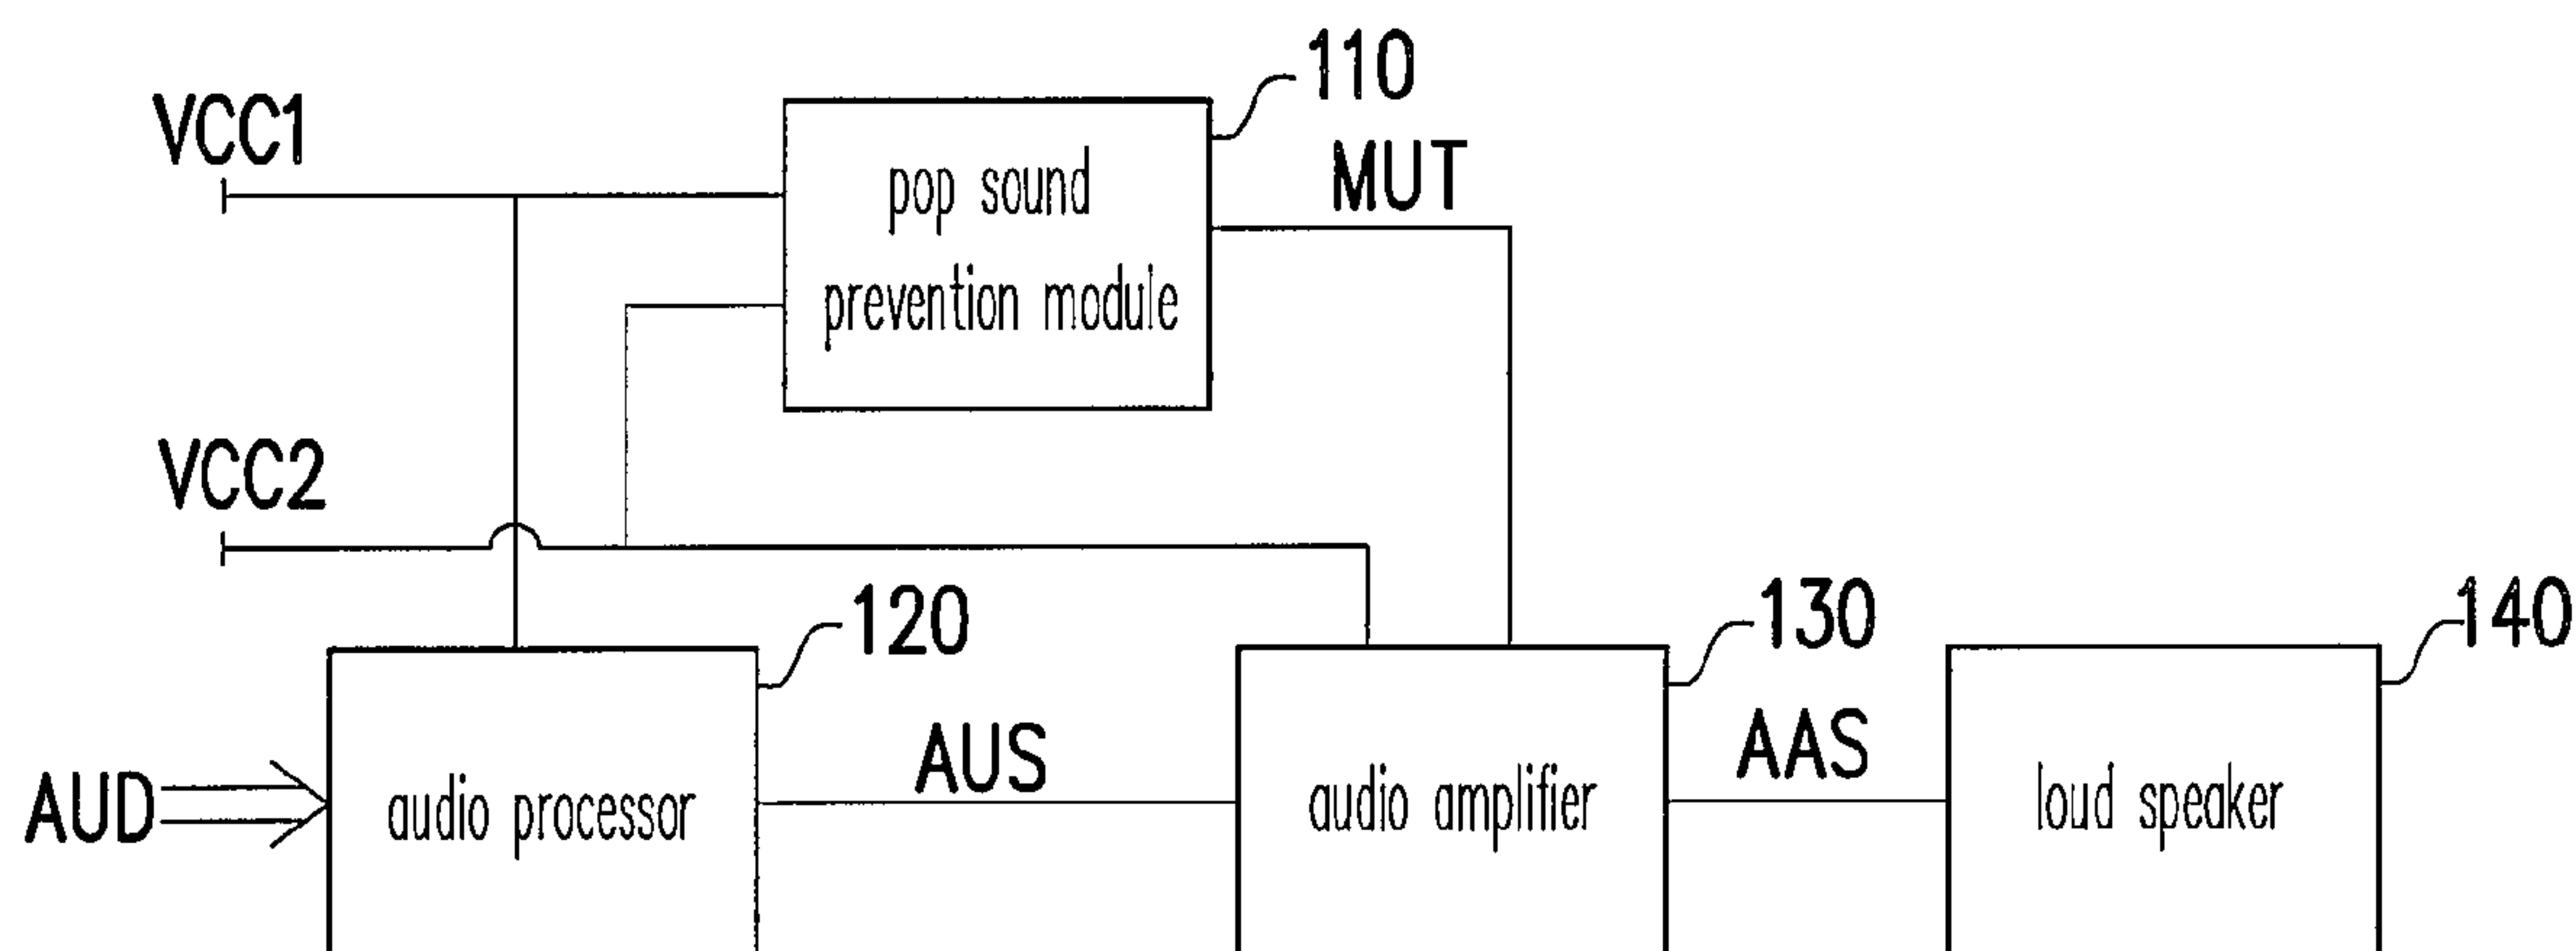 110
VCC1
pop sound
prevention module
MUT
VCC2
120
130
140
AUD
audio processor
AUS
audio amplifier
AAS
loud speaker